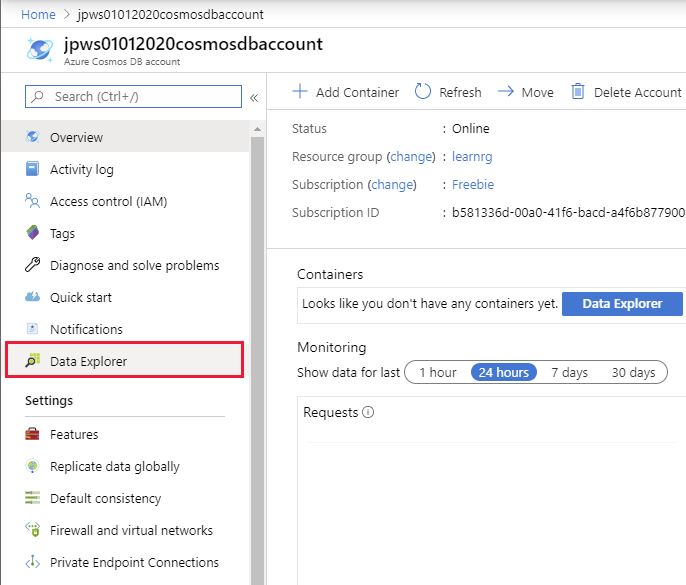 Home > jpws01012020cosmosdbaccount
jpws01012020cosmosdbaccount
Azure Cosmos DB account
Search (Ctrl+/)
«
Overview
Activity log
Access control (IAM)
Tags
Diagnose and solve problems
Quick start
Notifications
Data Explorer
Settings
Features
Replicate data globally
Default consistency
Firewall and virtual networks
Private Endpoint Connections
Add Container Refresh Move Delete Account
Status : Online
Resource group (change) : learnrg
Subscription (change) : Freebie
Subscription ID : b581336d-00a0-41f6-bacd-a4f6b877900
Containers
Looks like you don't have any containers yet. Data Explorer
Monitoring
Show data for last 1 hour 24 hours 7 days 30 days
Requests